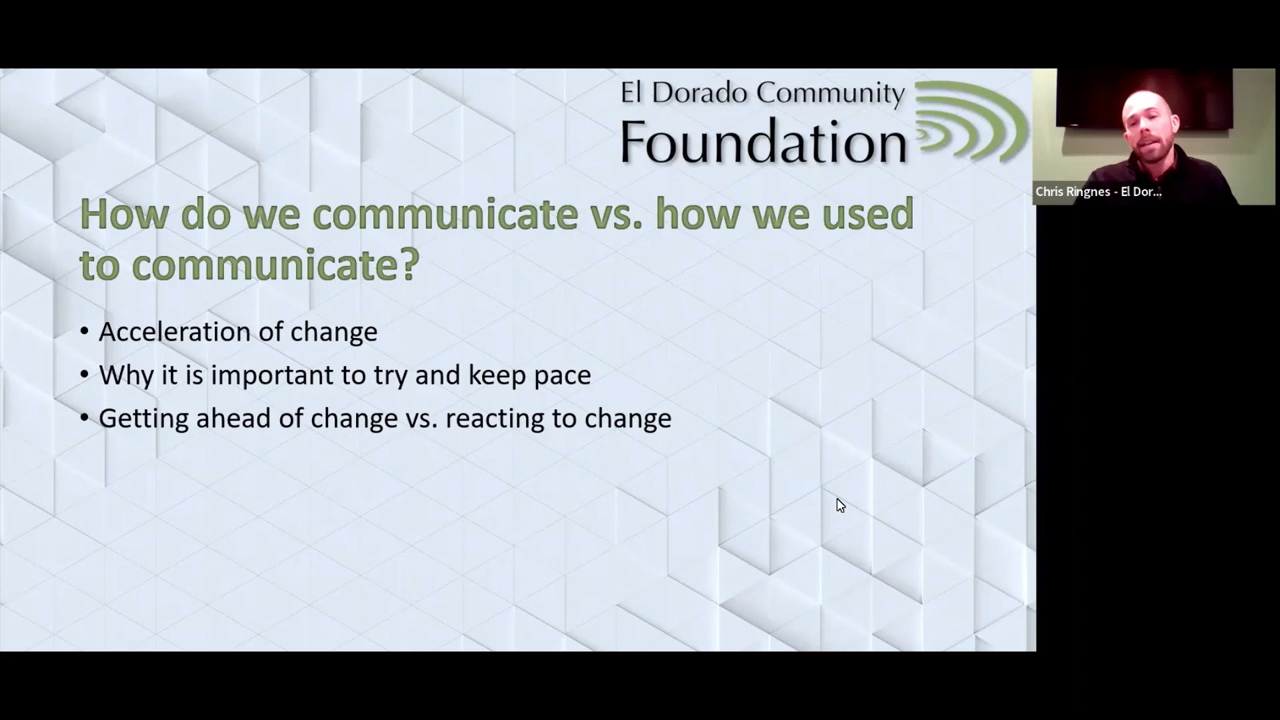 El Dorado Community
Foundation
Chris Ringnes - El Dor...
How do we communicate vs. how we used
to communicate?
• Acceleration of change
• Why it is important to try and keep pace
• Getting ahead of change vs. reacting to change